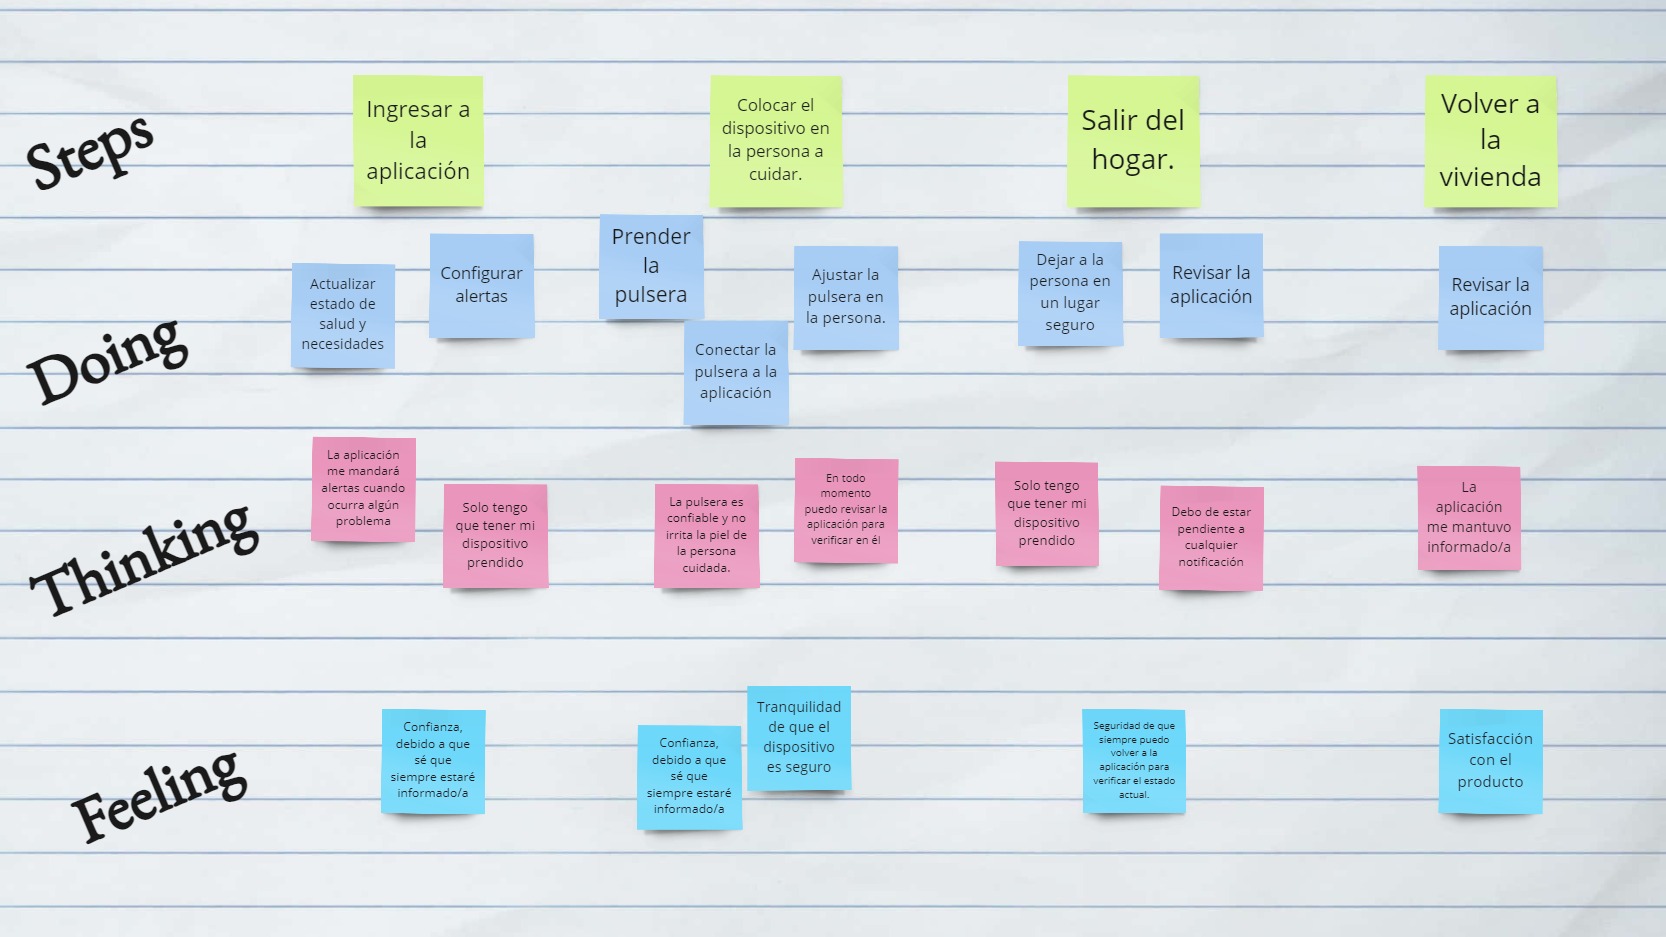 Steps
Ingresar a
la
aplicación
Colocar el
dispositivo en
la persona a
cuidar.
Salir del
hogar.
Volver a
la
vivienda
Doing
Actualizar
estado de
salud y
necesidades
Configurar
alertas
Prender
la
pulsera
Conectar la
pulsera a la
aplicación
Ajustar la
pulsera en
la persona.
Dejar a la
persona en
un lugar
seguro
Revisar la
aplicación
Revisar la
aplicación
Thinking
La aplicación
me mandará
alertas cuando
ocurra algún
problema
Solo tengo
que tener mi
dispositivo
prendido
La pulsera es
confiable y no
irrita la piel de
la persona
cuidada.
En todo
momento
puedo revisar la
aplicación para
verificar en él
Solo tengo
que tener mi
dispositivo
prendido
Debo de estar
pendiente a
cualquier
notificación
La
aplicación
me mantuvo
informado/a
Feeling
Confianza,
debido a que
sé que
siempre estaré
informado/a
Confianza,
debido a que
sé que
siempre estaré
informado/a
Tranquilidad
de que el
dispositivo
es seguro
Seguridad de que
siempre puedo
volver a la
aplicación para
verificar el estado
actual.
Satisfacción
con el
producto